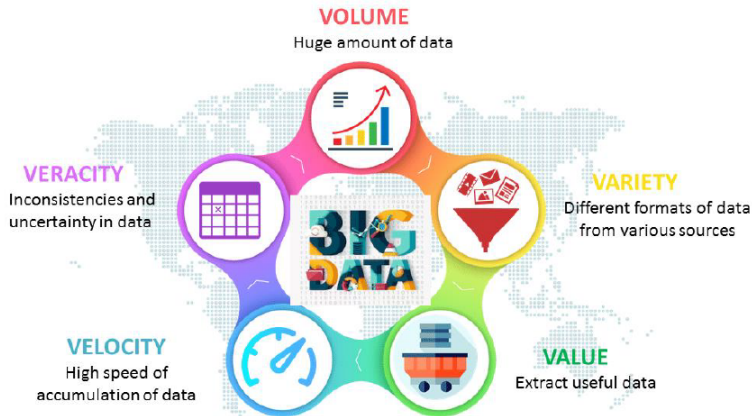 VOLUME
Huge amount of data
VERACITY
Inconsistencies and
uncertainty in data
VARIETY
Different formats of data
from various sources
BIG
DATA
VELOCITY
High speed of
accumulation of data
VALUE
Extract useful data